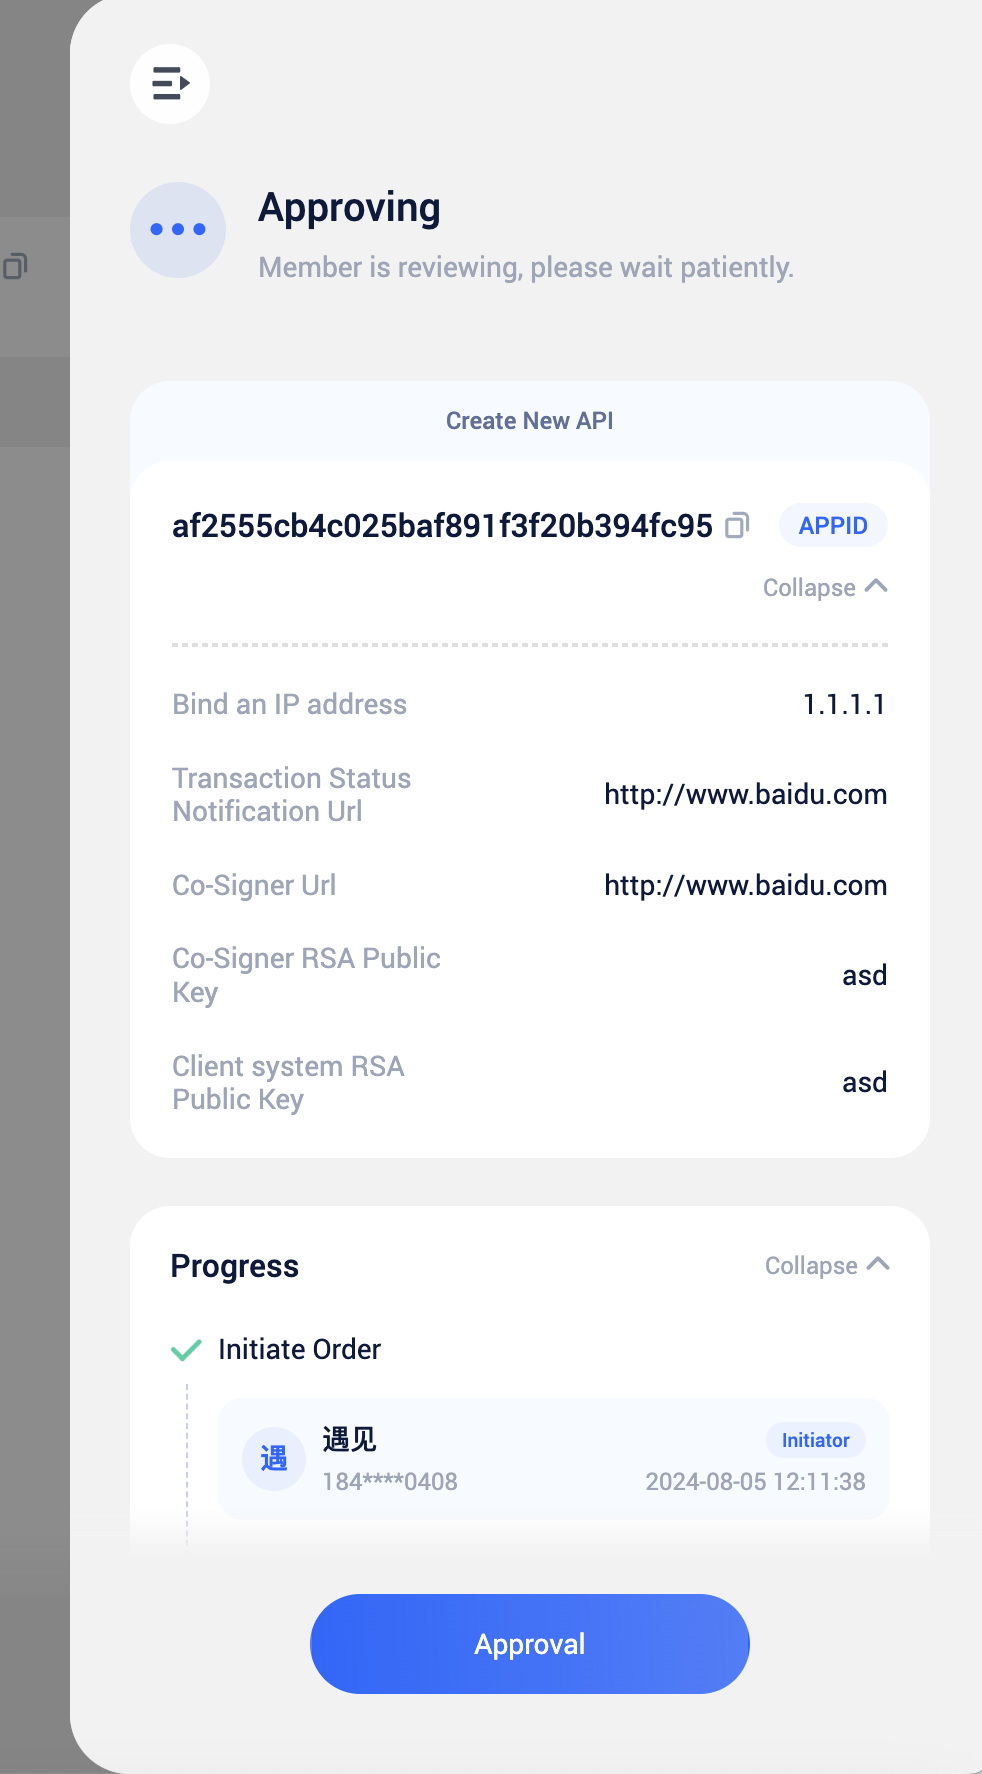 Approving
Member is reviewing, please wait patiently.
Create New API
af2555cb4c025baf891f3f20b394fc95 APPID
Collapse
Bind an IP address 1.1.1.1
Transaction Status
Notification Url http://www.baidu.com
Co-Signer Url http://www.baidu.com
Co-Signer RSA Public
Key asd
Client system RSA
Public Key asd
Progress Collapse
Initiate Order
遇 遇见 Initiator
184****0408 2024-08-05 12:11:38
Approval